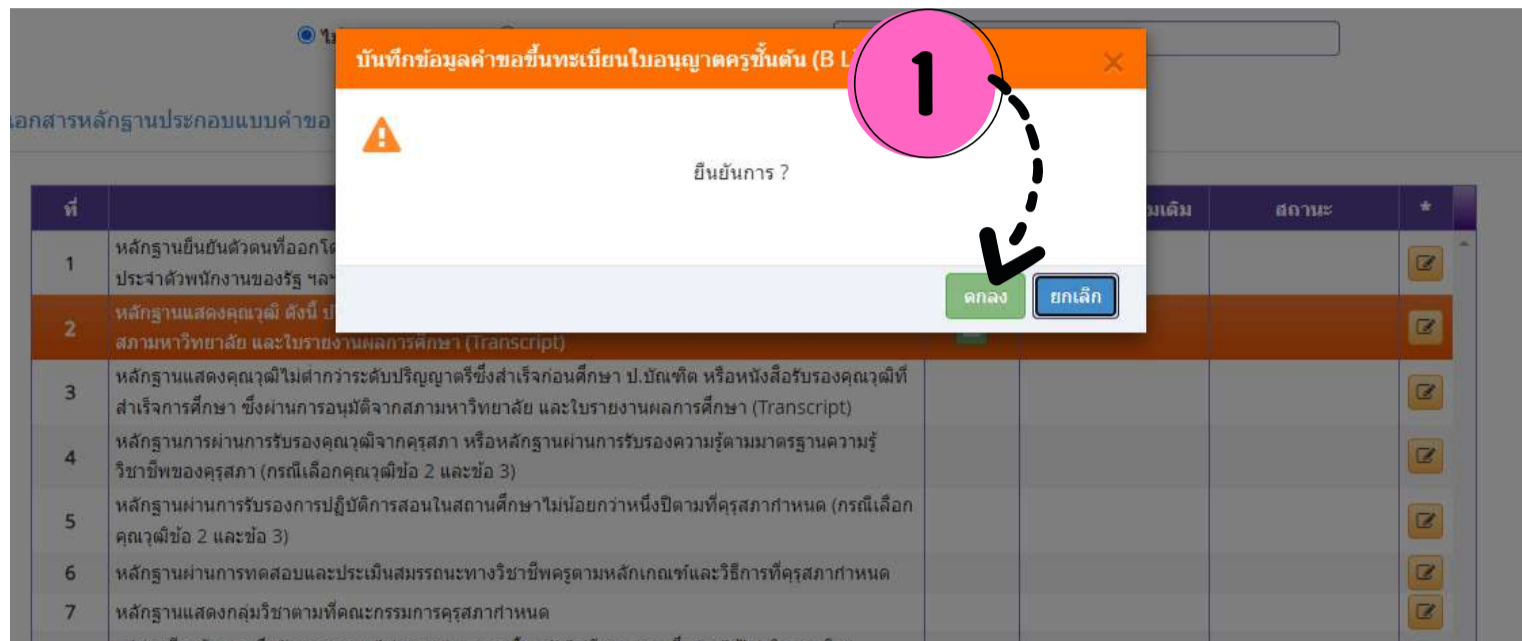 บันทึกข้อมูลคำขอขึ้นทะเบียนใบอนุญาตครูชั้นต้น (B L
1
เอกสารหลักฐานประกอบแบบคำขอ
ยืนยันการ ?
ตกลง
ยกเลิก
ที่
มเติม
สถานะ
*
1
หลักฐานยืนยันตัวตนที่ออกโด
ประจำตัวพนักงานของรัฐ ฯลฯ
2
หลักฐานแสดงคุณวุฒิ ดังนี้ ป
สภามหาวิทยาลัย และใบรายงานผลการศึกษา (Transcript)
3
หลักฐานแสดงคุณวุฒิไม่ต่ำกว่าระดับปริญญาตรีซึ่งสำเร็จก่อนศึกษา ป.บัณฑิต หรือหนังสือรับรองคุณวุฒิที่
สำเร็จการศึกษา ซึ่งผ่านการอนุมัติจากสภามหาวิทยาลัย และใบรายงานผลการศึกษา (Transcript)
4
หลักฐานการผ่านการรับรองคุณวุฒิจากคุรุสภา หรือหลักฐานผ่านการรับรองความรู้ตามมาตรฐานความรู้
วิชาชีพของคุรุสภา (กรณีเลือกคุณวุฒิข้อ 2 และข้อ 3)
5
หลักฐานผ่านการรับรองการปฏิบัติการสอนในสถานศึกษาไม่น้อยกว่าหนึ่งปีตามที่คุรุสภากำหนด (กรณีเลือก
คุณวุฒิข้อ 2 และข้อ 3)
6
หลักฐานผ่านการทดสอบและประเมินสมรรถนะทางวิชาชีพครูตามหลักเกณฑ์และวิธีการที่คุรุสภากำหนด
7
หลักฐานแสดงกลุ่มวิชาตามที่คณะกรรมการคุรุสภากำหนด